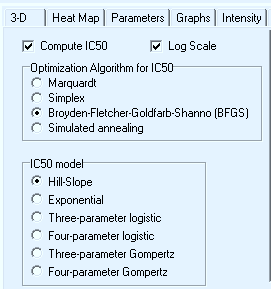 3-D Heat Map Parameters Graphs Intensity
Compute IC50 Log Scale
Optimization Algorithm for IC50
Marquardt
Simplex
Broyden-Fletcher-Goldfarb-Shanno (BFGS)
Simulated annealing
IC50 model
Hill-Slope
Exponential
Three-parameter logistic
Four-parameter logistic
Three-parameter Gompertz
Four-parameter Gompertz